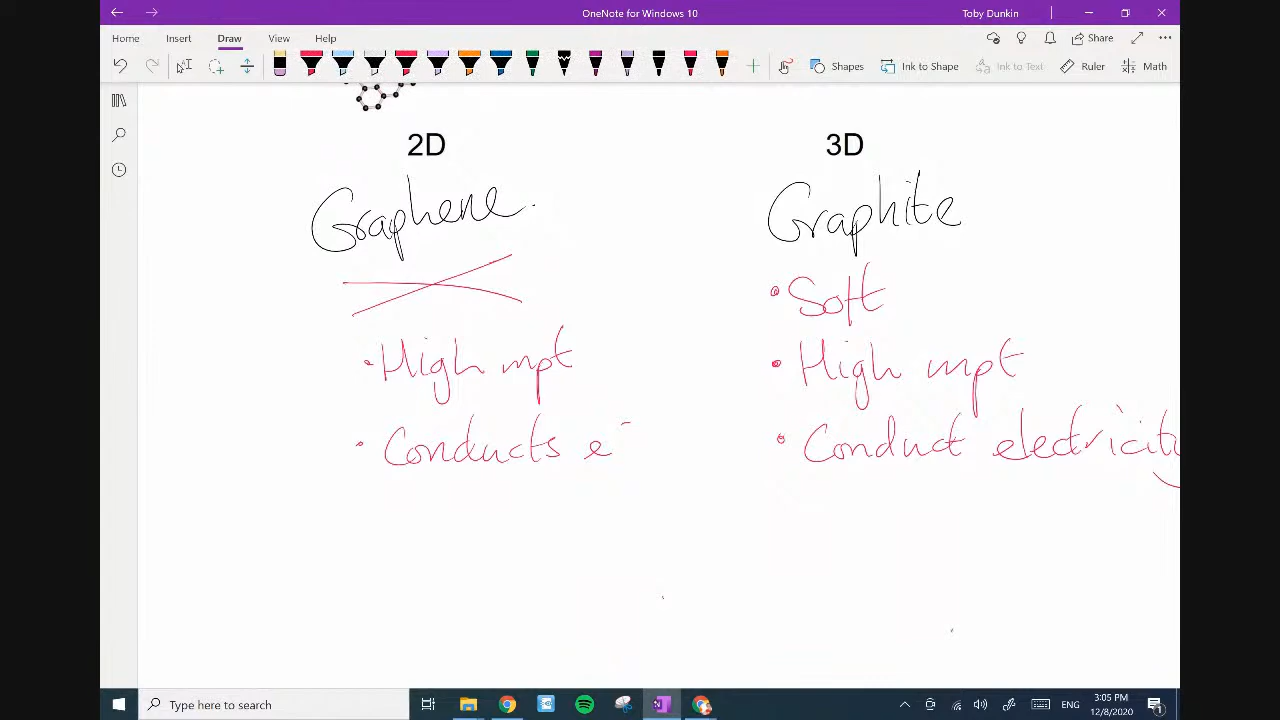 OneNote for Windows 10
Toby Dunkin
Home Insert Draw View Help
Share
Shapes Ink to Shape Ink to Text Ruler Math
2D 3D
Graphene. Graphite
• Soft
• High mpt • High mpt
• Conducts e⁻ • Conduct electricity
Type here to search
ENG
3:05 PM
12/8/2020
1